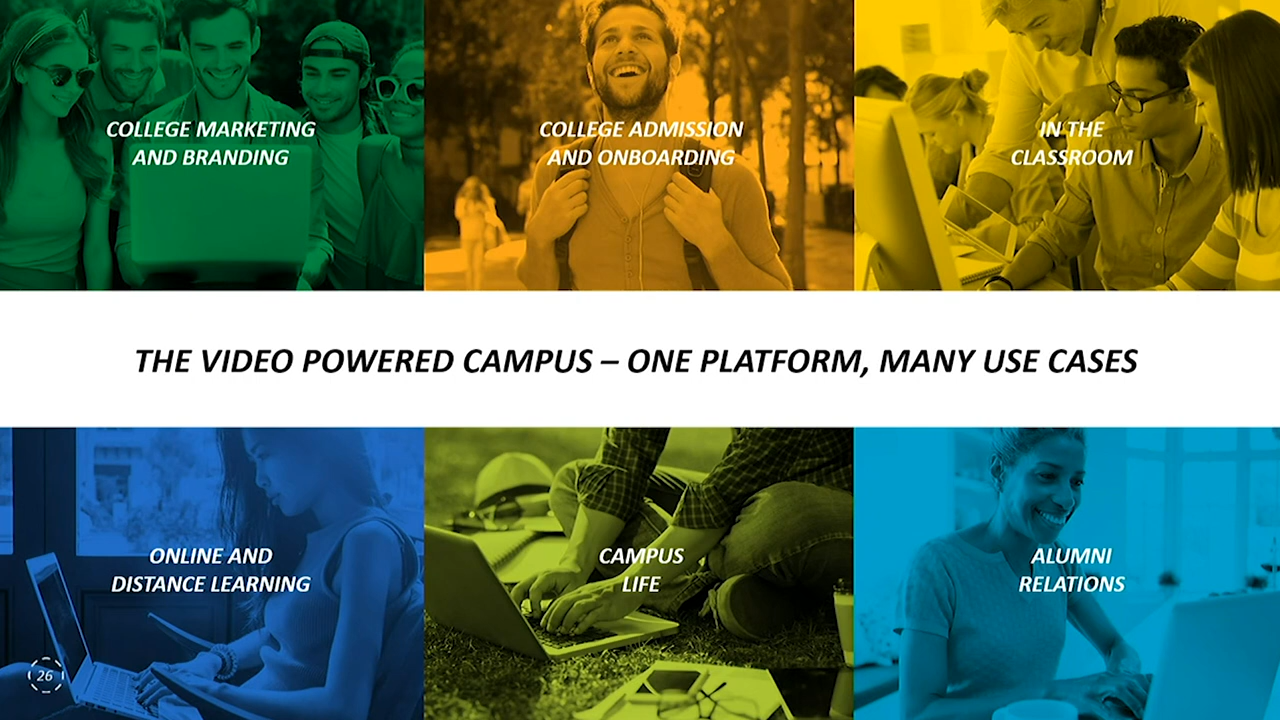 COLLEGE MARKETING
AND BRANDING
COLLEGE ADMISSION
AND ONBOARDING
IN THE
CLASSROOM
THE VIDEO POWERED CAMPUS – ONE PLATFORM, MANY USE CASES
ONLINE AND
DISTANCE LEARNING
CAMPUS
LIFE
ALUMNI
RELATIONS
26